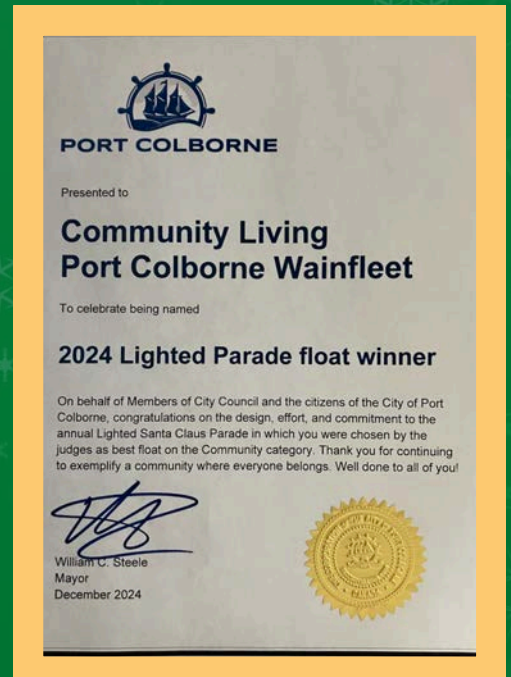 PORT COLBORNE
Presented to
Community Living
Port Colborne Wainfleet
To celebrate being named
2024 Lighted Parade float winner
On behalf of Members of City Council and the citizens of the City of Port
Colborne, congratulations on the design, effort, and commitment to the
annual Lighted Santa Claus Parade in which you were chosen by the
judges as best float on the Community category. Thank you for continuing
to exemplify a community where everyone belongs. Well done to all of you!
William C. Steele
Mayor
December 2024